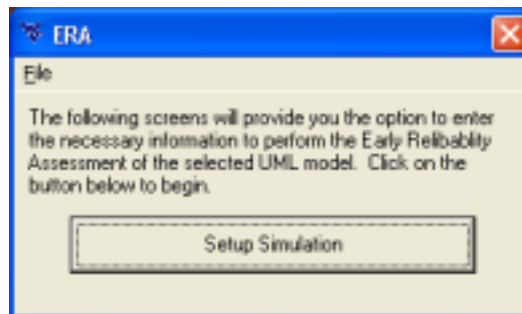 ERA
File
The following screens will provide you the option to enter
the necessary information to perform the Early Relibablity
Assessment of the selected UML model. Click on the
button below to begin.
Setup Simulation